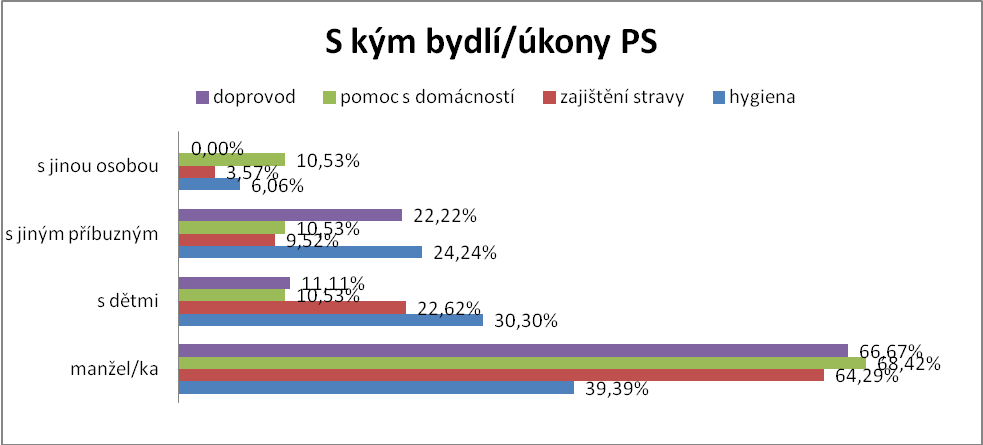 S kým bydlí/úkony PS
doprovod pomoc s domácností zajištění stravy hygiena
s jinou osobou
0,00%
10,53%
3,57%
6,06%
s jiným příbuzným
22,22%
10,53%
9,52%
24,24%
s dětmi
11,11%
10,53%
22,62%
30,30%
manžel/ka
66,67%
68,42%
64,29%
39,39%